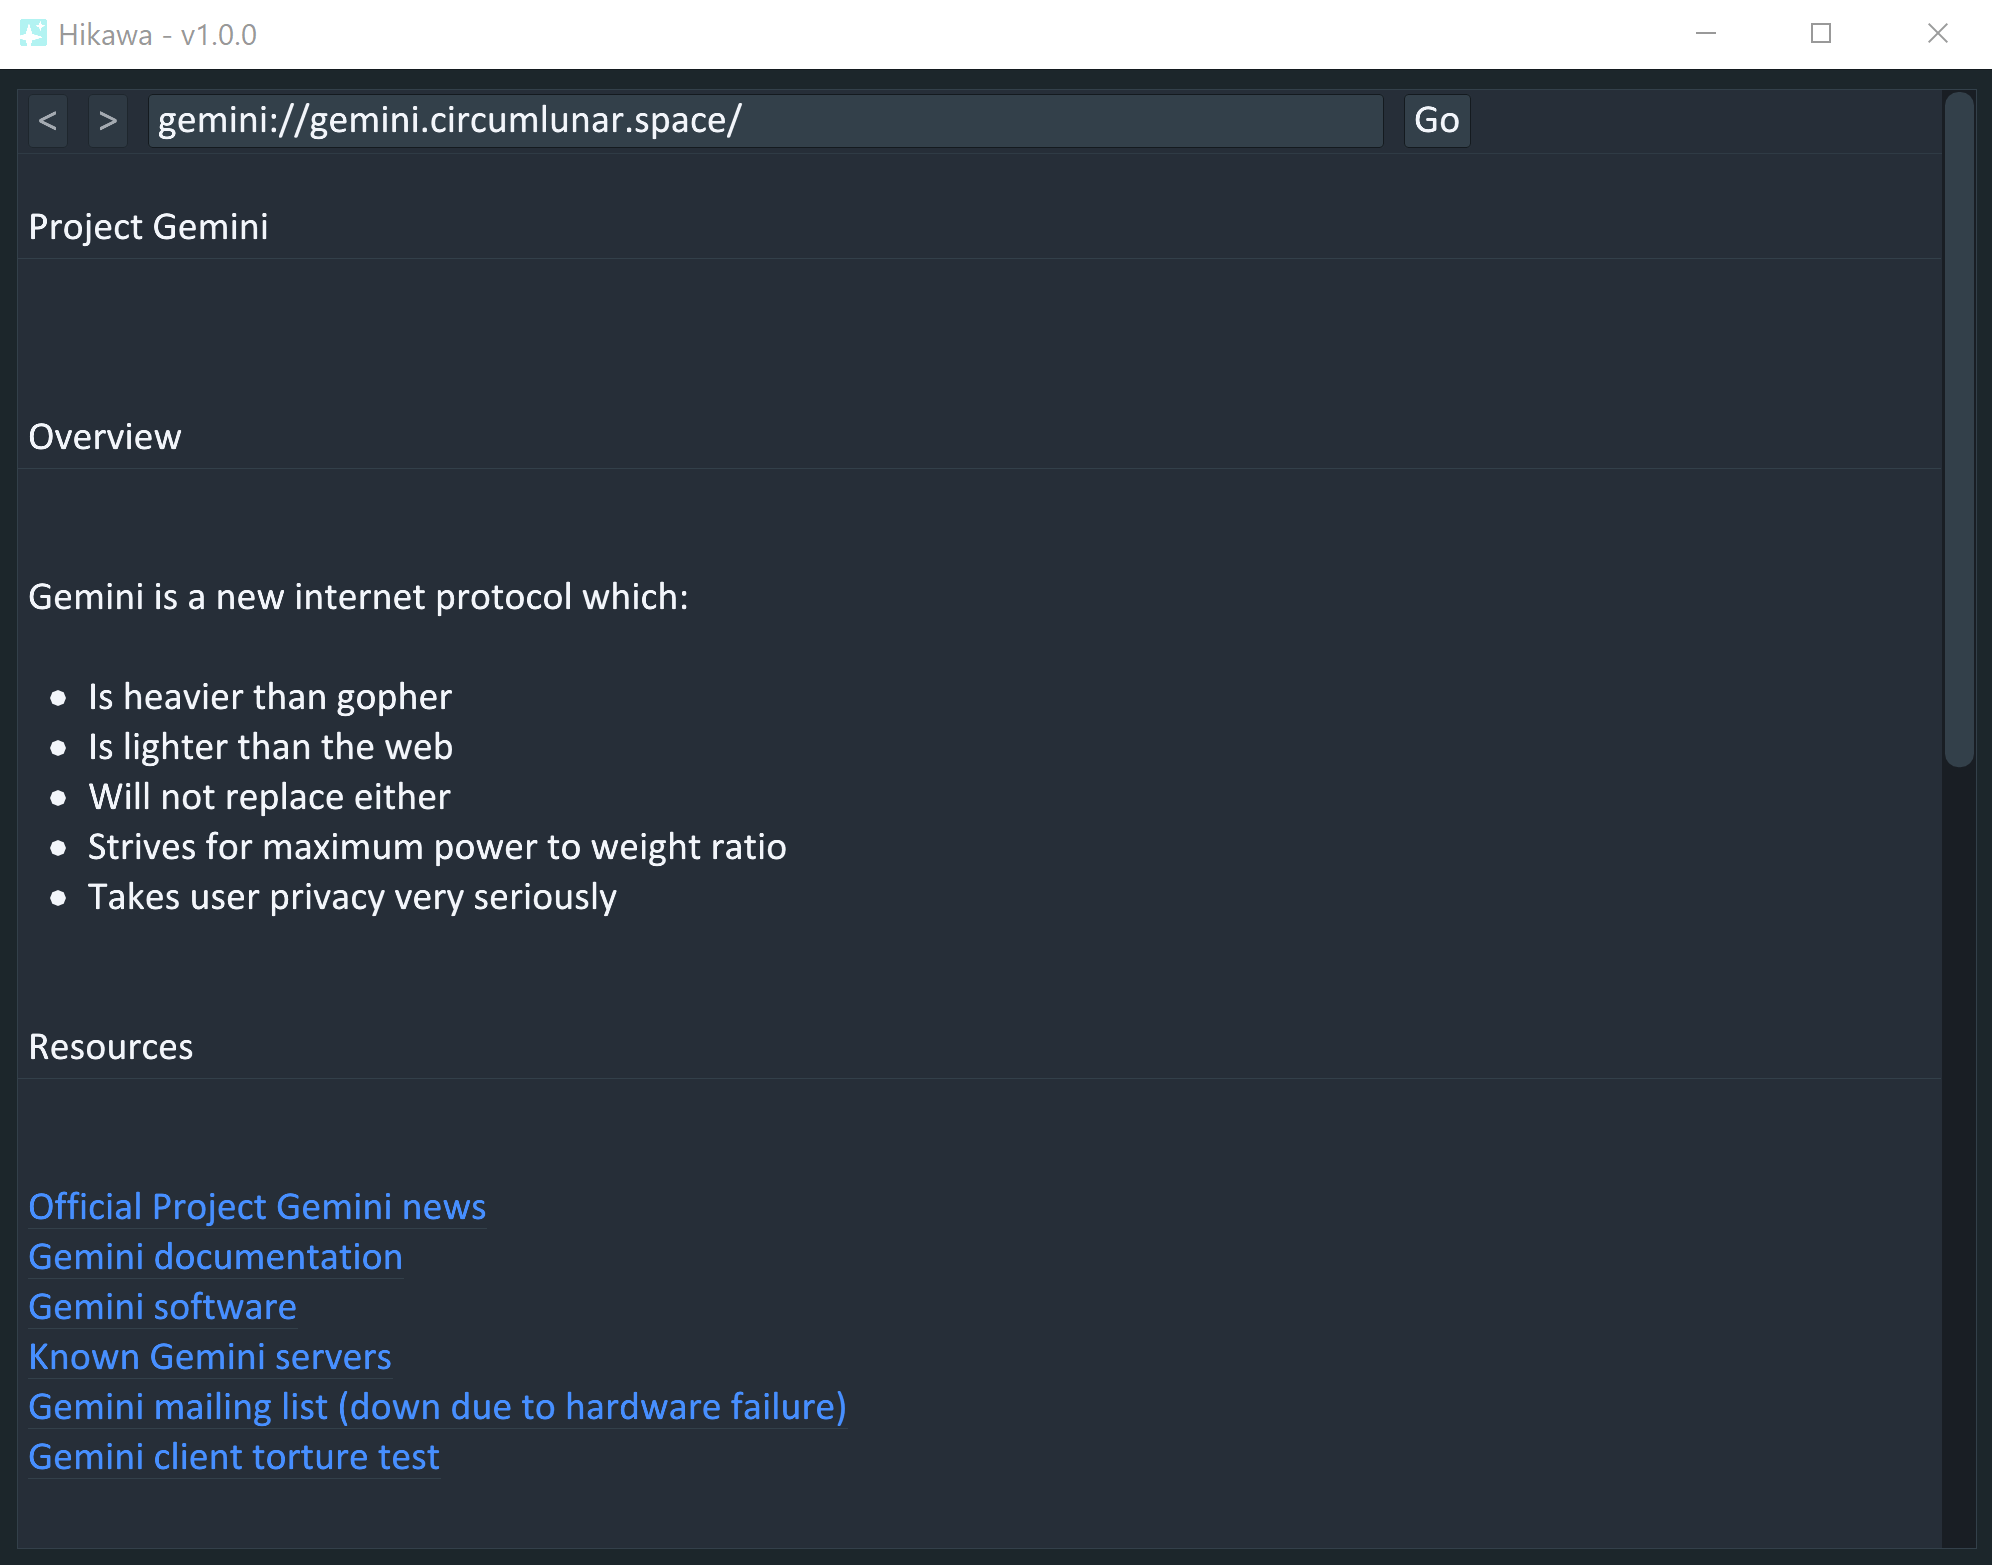 Hikawa - v1.0.0
< > gemini://gemini.circumlunar.space/ Go
Project Gemini
Overview
Gemini is a new internet protocol which:
• Is heavier than gopher
• Is lighter than the web
• Will not replace either
• Strives for maximum power to weight ratio
• Takes user privacy very seriously
Resources
Official Project Gemini news
Gemini documentation
Gemini software
Known Gemini servers
Gemini mailing list (down due to hardware failure)
Gemini client torture test